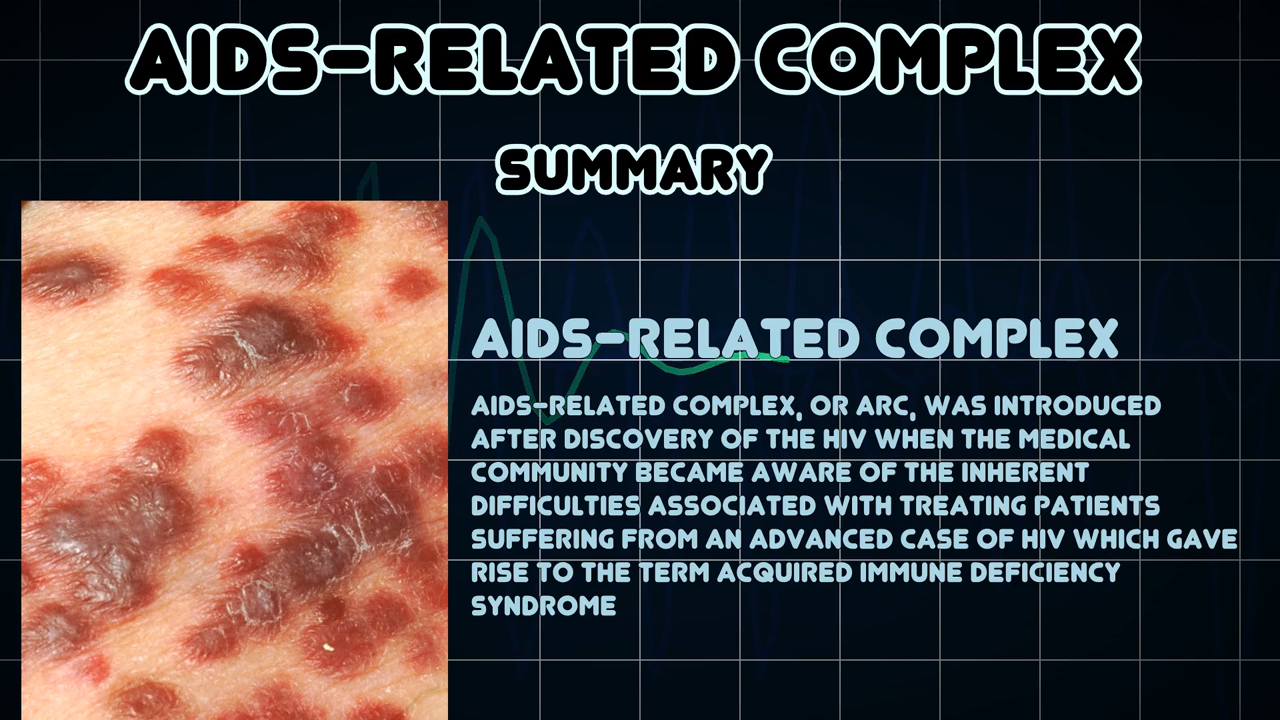 AIDS-RELATED COMPLEX
SUMMARY
AIDS-RELATED COMPLEX
AIDS-RELATED COMPLEX, OR ARC, WAS INTRODUCED
AFTER DISCOVERY OF THE HIV WHEN THE MEDICAL
COMMUNITY BECAME AWARE OF THE INHERENT
DIFFICULTIES ASSOCIATED WITH TREATING PATIENTS
SUFFERING FROM AN ADVANCED CASE OF HIV WHICH GAVE
RISE TO THE TERM ACQUIRED IMMUNE DEFICIENCY
SYNDROME